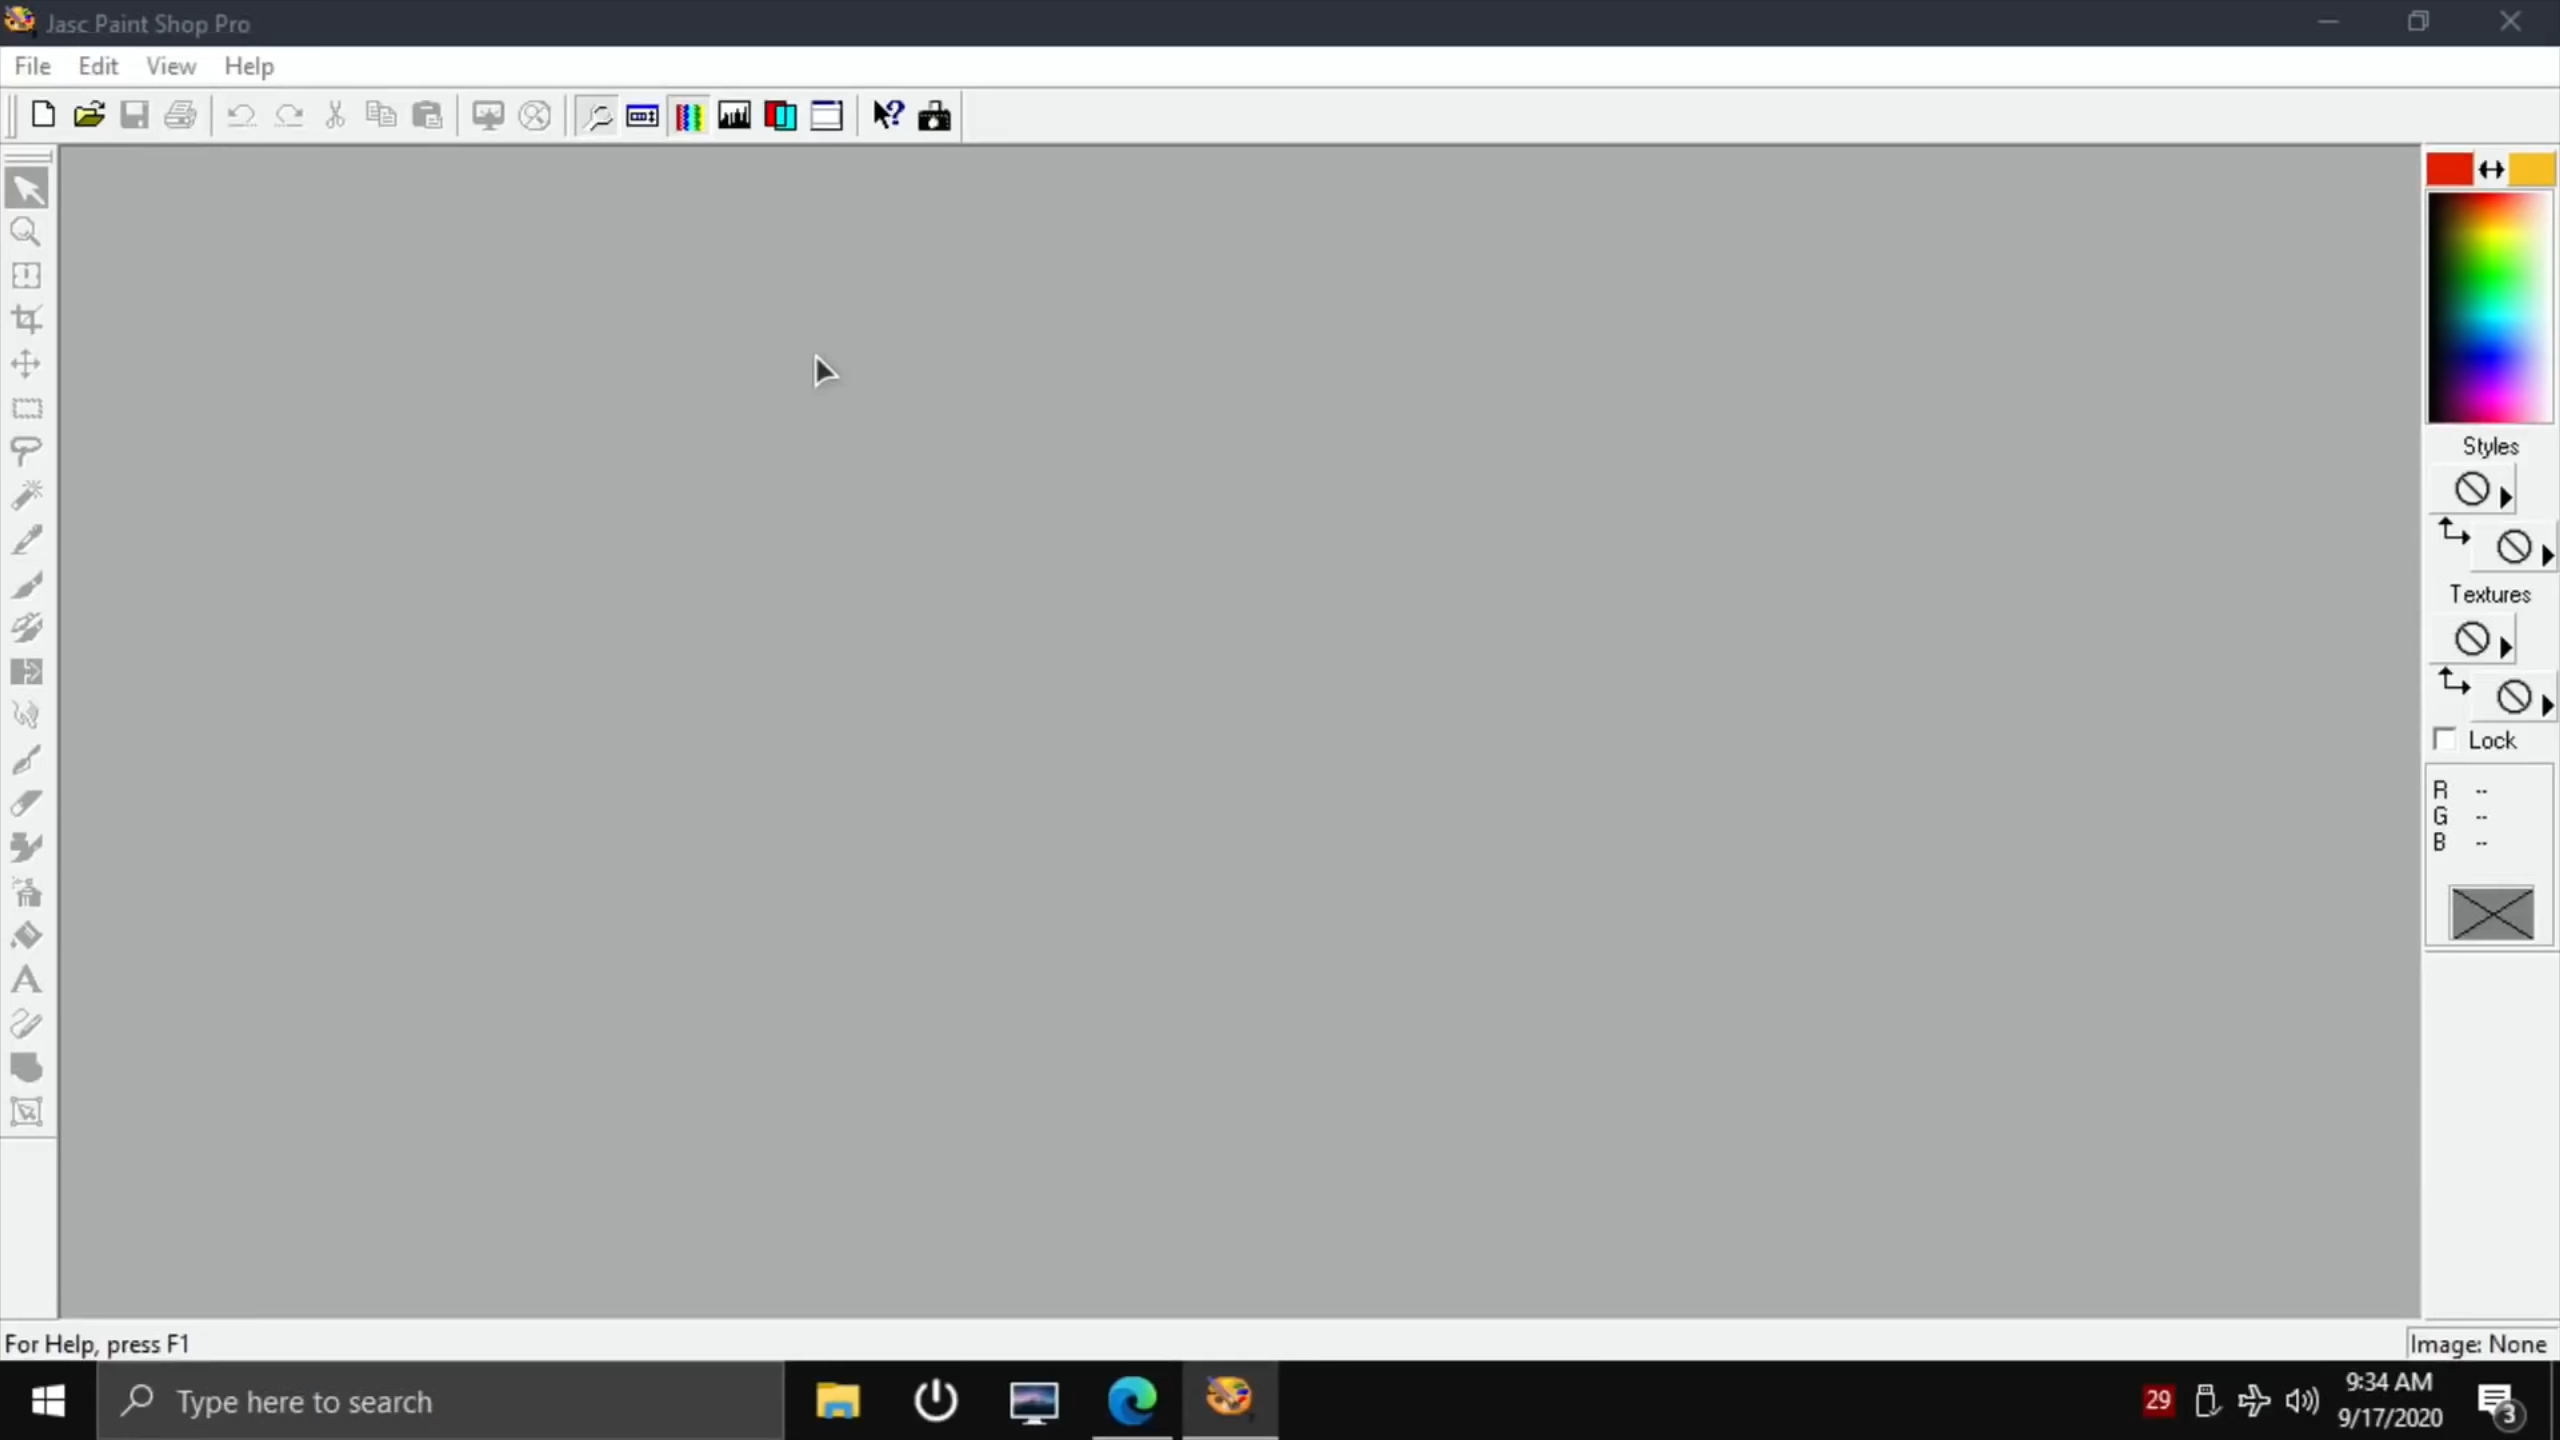 Jasc Paint Shop Pro
File Edit View Help
Styles
Textures
Lock
R --
G --
B --
A
For Help, press F1
Image: None
Type here to search
29
9:34 AM
9/17/2020
3